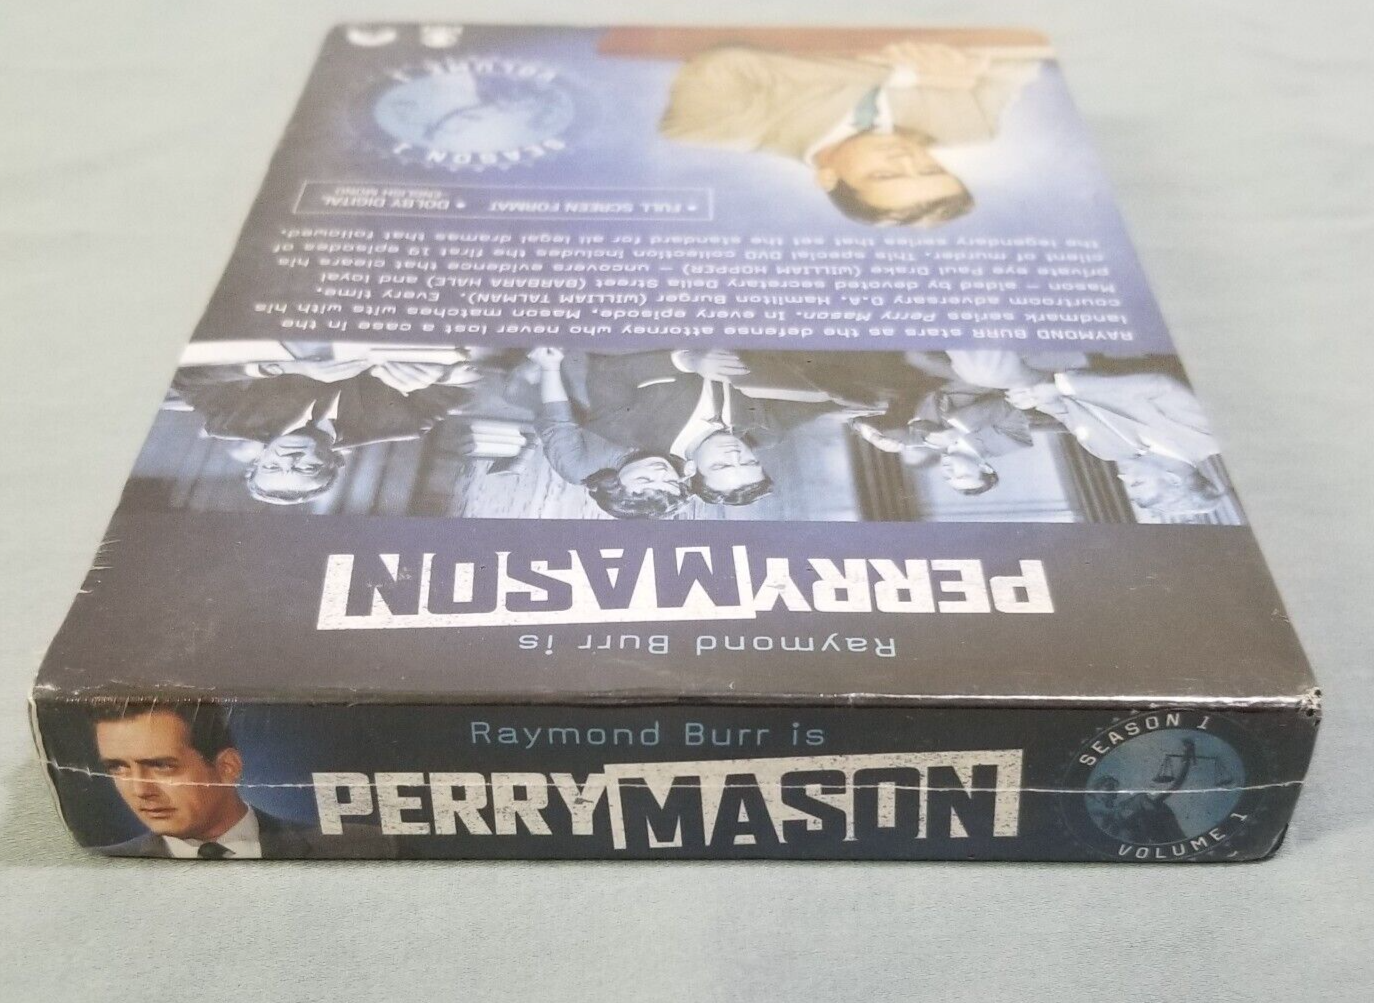 Raymond Burr is
PERRY MASON
SEASON 1
VOLUME 1
Raymond Burr is
PERRY MASON
RAYMOND BURR stars as the defense attorney who never lost a case in the
landmark series Perry Mason. In every episode, Mason matches wits with his
courtroom adversary D.A. Hamilton Burger (WILLIAM TALMAN). Every time,
Mason – aided by devoted secretary Della Street (BARBARA HALE) and loyal
private eye Paul Drake (WILLIAM HOPPER) – uncovers evidence that clears his
client of murder. This special DVD collection includes the first 19 episodes of
the legendary series that set the standard for all legal dramas that followed.
• FULL SCREEN FORMAT • DOLBY DIGITAL
-ENGLISH MONO
SEASON 1
VOLUME 1